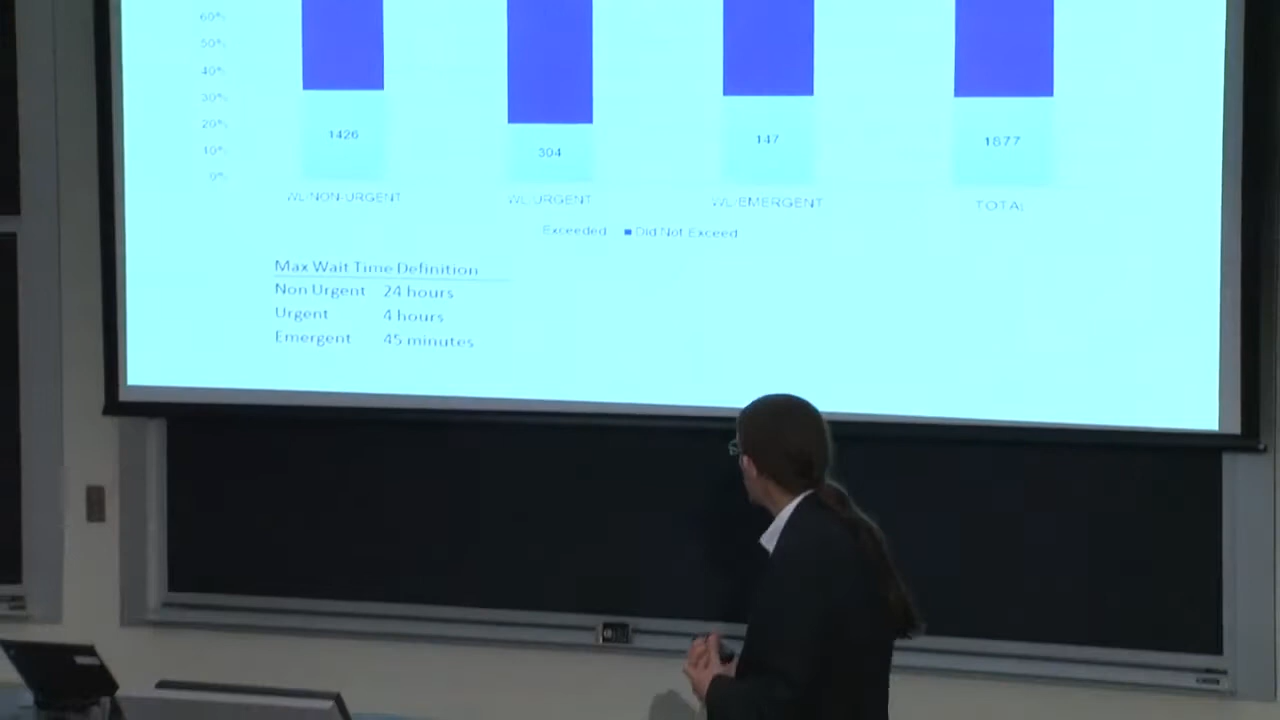 60%
50%
40%
30%
20%
10%
0%
1426
304
147
1877
WL-NON-URGENT
WL-URGENT
WL-EMERGENT
TOTAL
Exceeded Did Not Exceed
Max Wait Time Definition
Non Urgent 24 hours
Urgent 4 hours
Emergent 45 minutes